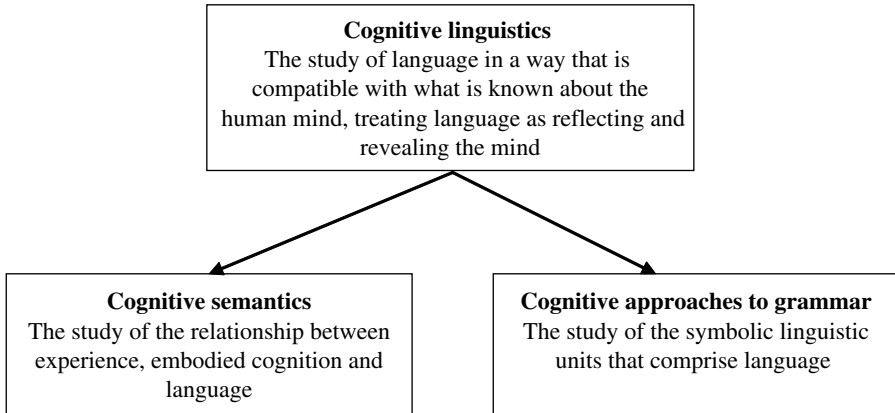 Cognitive linguistics
The study of language in a way that is
compatible with what is known about the
human mind, treating language as reflecting and
revealing the mind
Cognitive semantics
The study of the relationship between
experience, embodied cognition and
language
Cognitive approaches to grammar
The study of the symbolic linguistic
units that comprise language